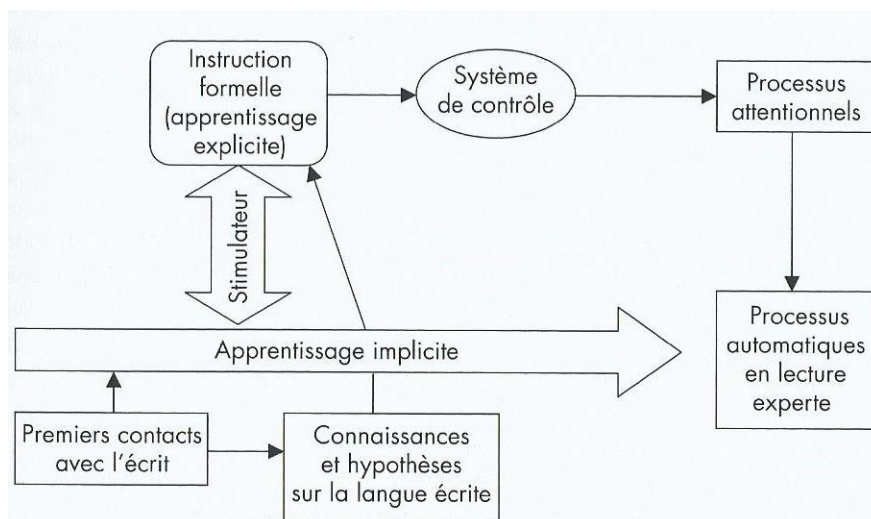 Instruction
formelle
(apprentissage
explicite)
Système
de contrôle
Processus
attentionnels
Stimulateur
Apprentissage implicite
Processus
automatiques
en lecture
experte
Premiers contacts
avec l'écrit
Connaissances
et hypothèses
sur la langue écrite